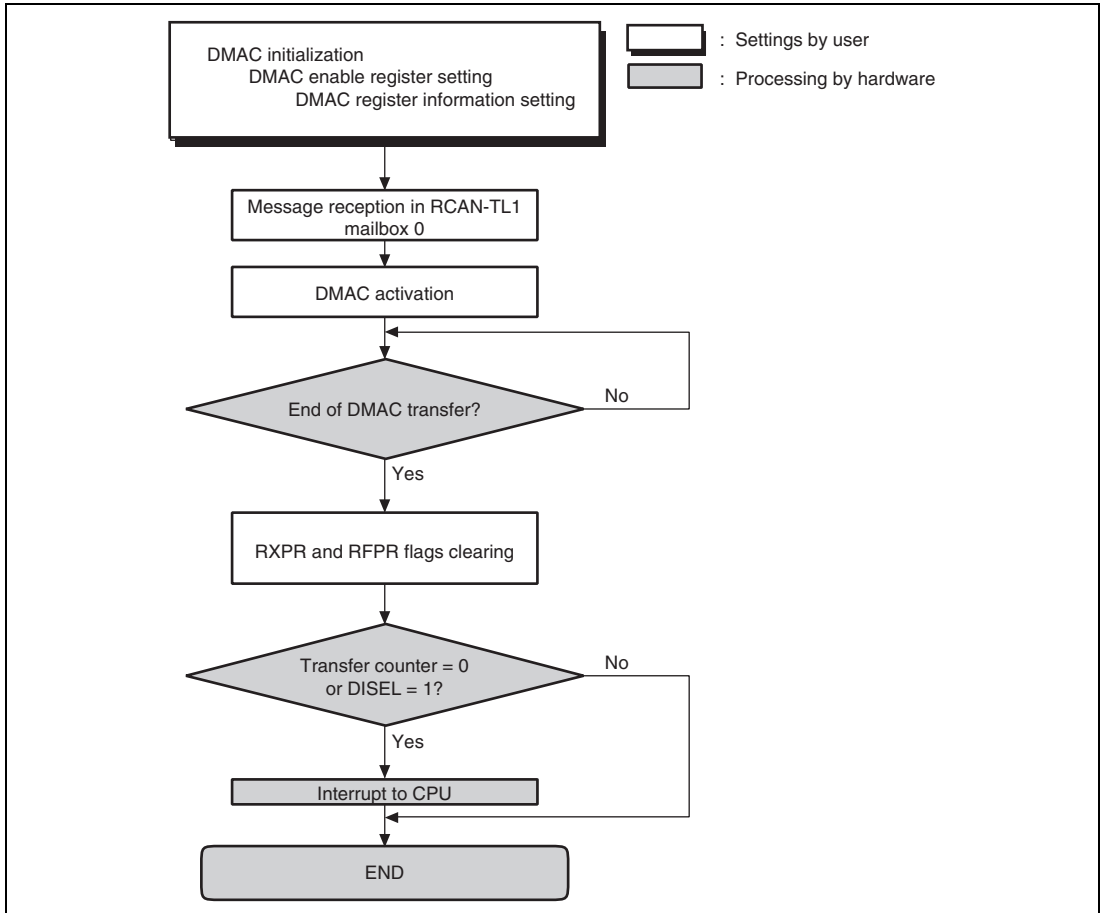 DMAC initialization
DMAC enable register setting
DMAC register information setting
: Settings by user
: Processing by hardware
Message reception in RCAN-TL1
mailbox 0
DMAC activation
End of DMAC transfer?
No
Yes
RXPR and RFPR flags clearing
Transfer counter = 0
or DISEL = 1?
No
Yes
Interrupt to CPU
END